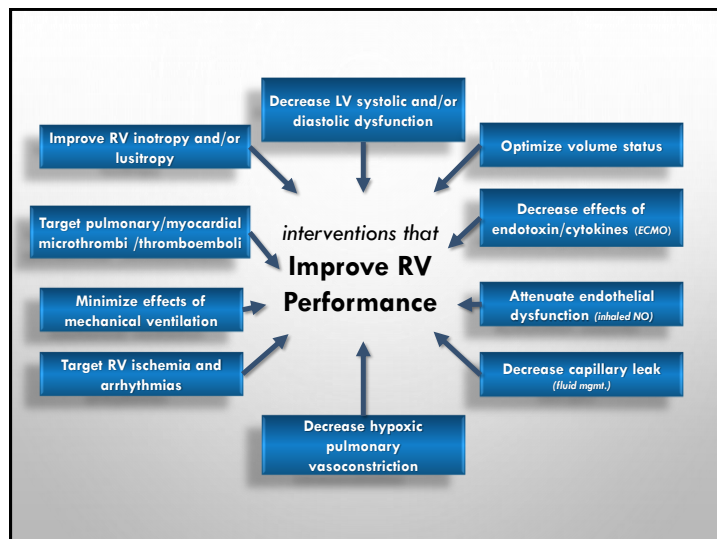 Decrease LV systolic and/or
diastolic dysfunction
Improve RV inotropy and/or
lusitropy
Optimize volume status
Target pulmonary/myocardial
microthrombi /thromboemboli
interventions that
Improve RV
Performance
Decrease effects of
endotoxin/cytokines (ECMO)
Minimize effects of
mechanical ventilation
Attenuate endothelial
dysfunction (inhaled NO)
Target RV ischemia and
arrhythmias
Decrease capillary leak
(fluid mgmt.)
Decrease hypoxic
pulmonary
vasoconstriction